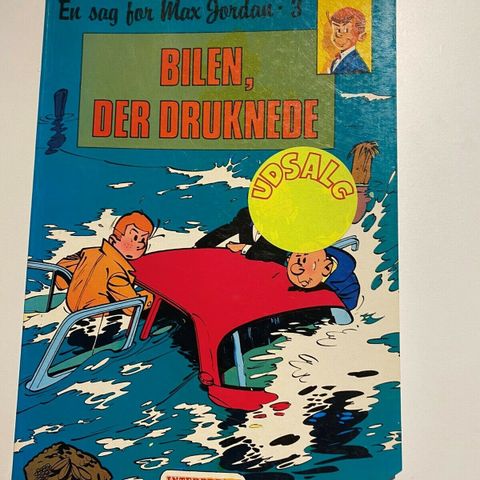 En sag for Max Jordan • 3
BILEN,
DER DRUKNEDE
UDSALG